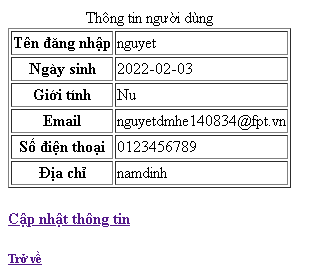 Thông tin người dùng
Tên đăng nhập nguyet
Ngày sinh 2022-02-03
Giới tính Nu
Email nguyetdmhe140834@fpt.vn
Số điện thoại 0123456789
Địa chỉ namdinh
Cập nhật thông tin
Trở về